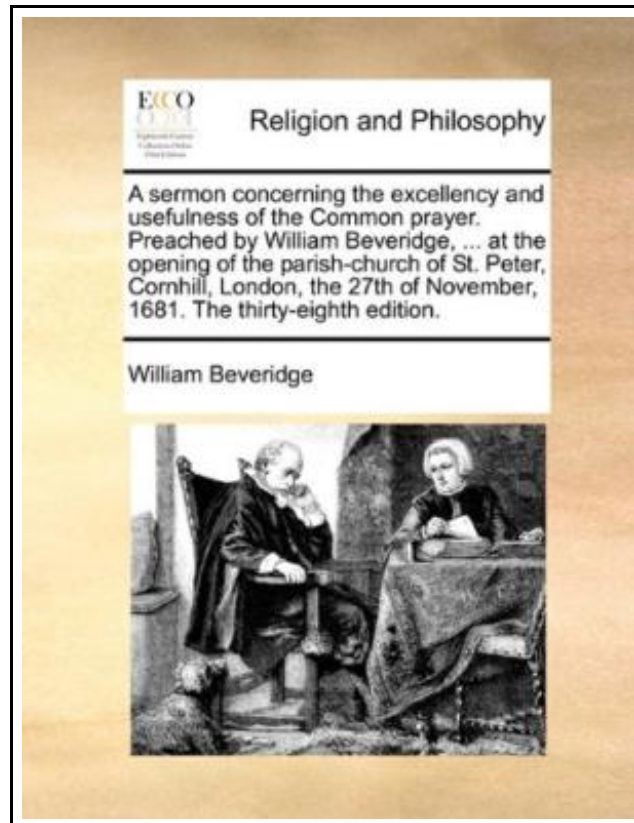 ECCO
Religion and Philosophy
A sermon concerning the excellency and
usefulness of the Common prayer.
Preached by William Beveridge, ... at the
opening of the parish-church of St. Peter,
Cornhill, London, the 27th of November,
1681. The thirty-eighth edition.
William Beveridge